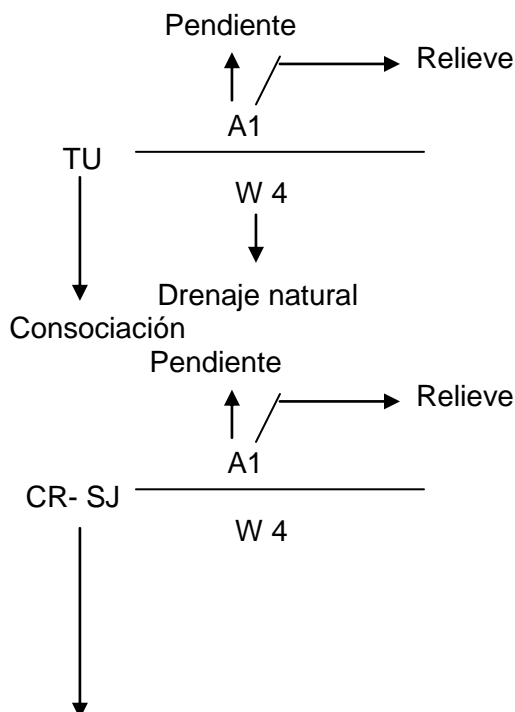 Pendiente
Relieve
A1
TU
W 4
Drenaje natural
Consociación
Pendiente
Relieve
A1
CR- SJ
W 4